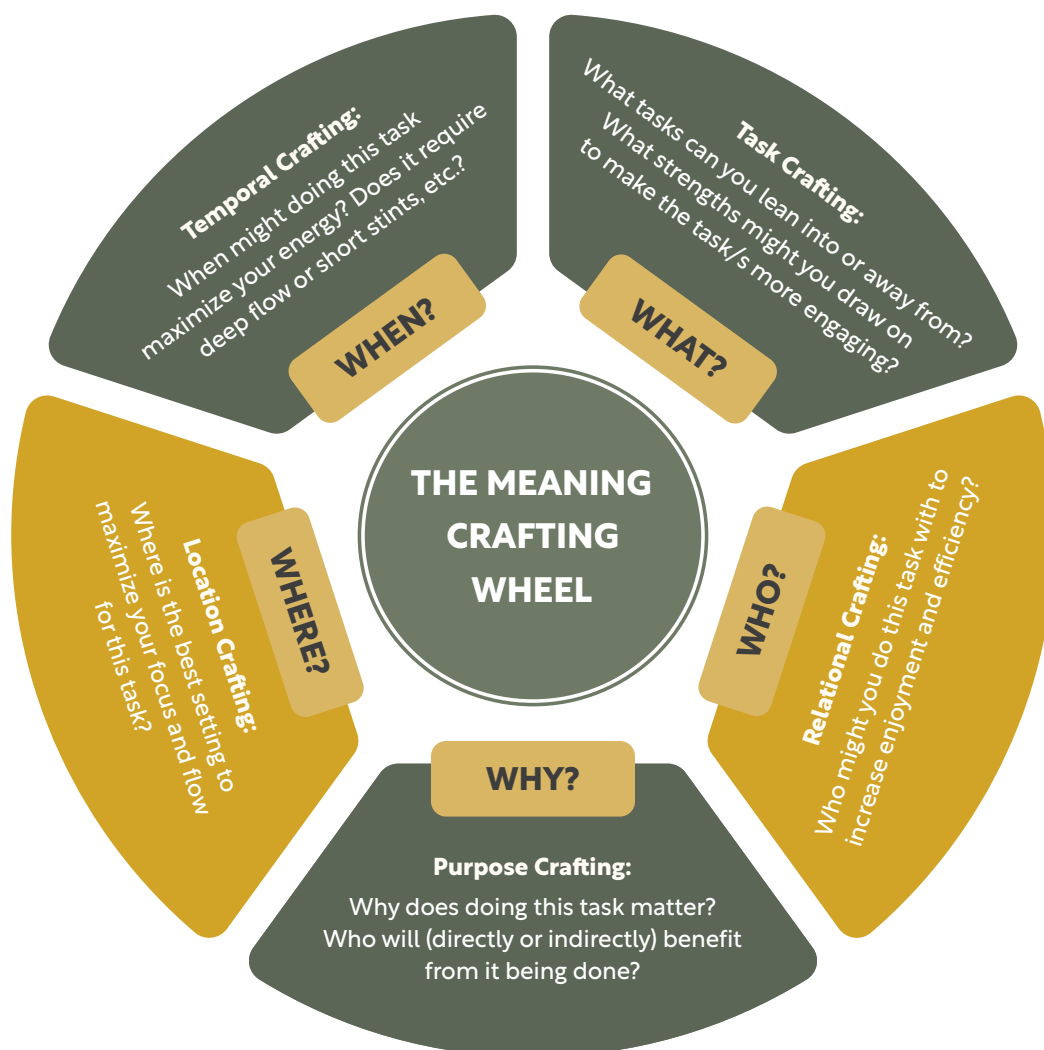 THE MEANING
CRAFTING
WHEEL
WHAT?
Task Crafting:
What tasks can you lean into or away from?
What strengths might you draw on
to make the task/s more engaging?
WHO?
Relational Crafting:
Who might you do this task with to
increase enjoyment and efficiency?
WHY?
Purpose Crafting:
Why does doing this task matter?
Who will (directly or indirectly) benefit
from it being done?
WHERE?
Location Crafting:
Where is the best setting to
maximize your focus and flow
for this task?
WHEN?
Temporal Crafting:
When might doing this task
maximize your energy? Does it require
deep flow or short stints, etc.?